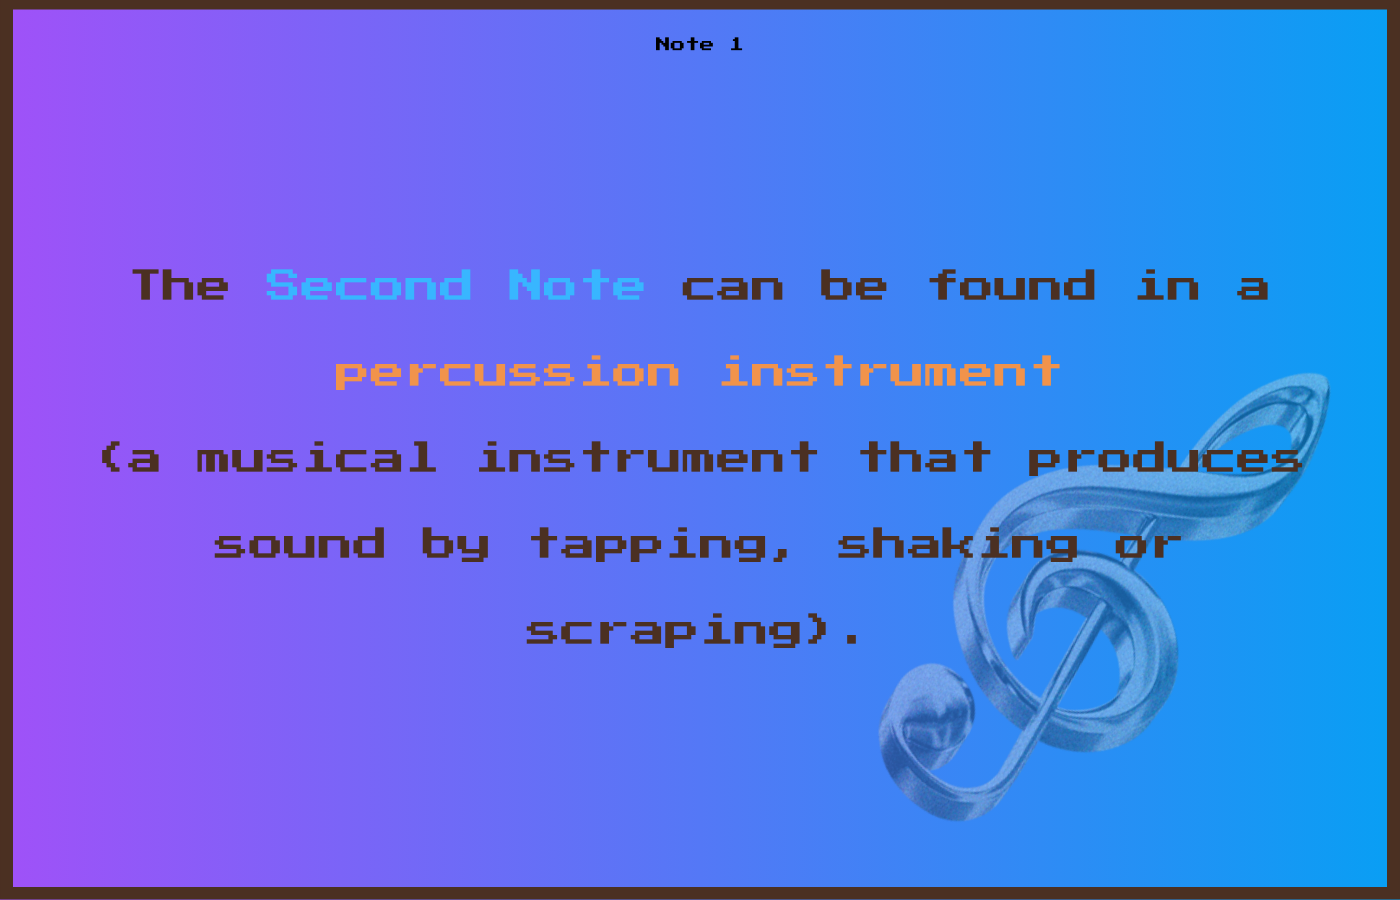 Note 1
The Second Note can be found in a
percussion instrument
(a musical instrument that produces
sound by tapping, shaking or
scraping).